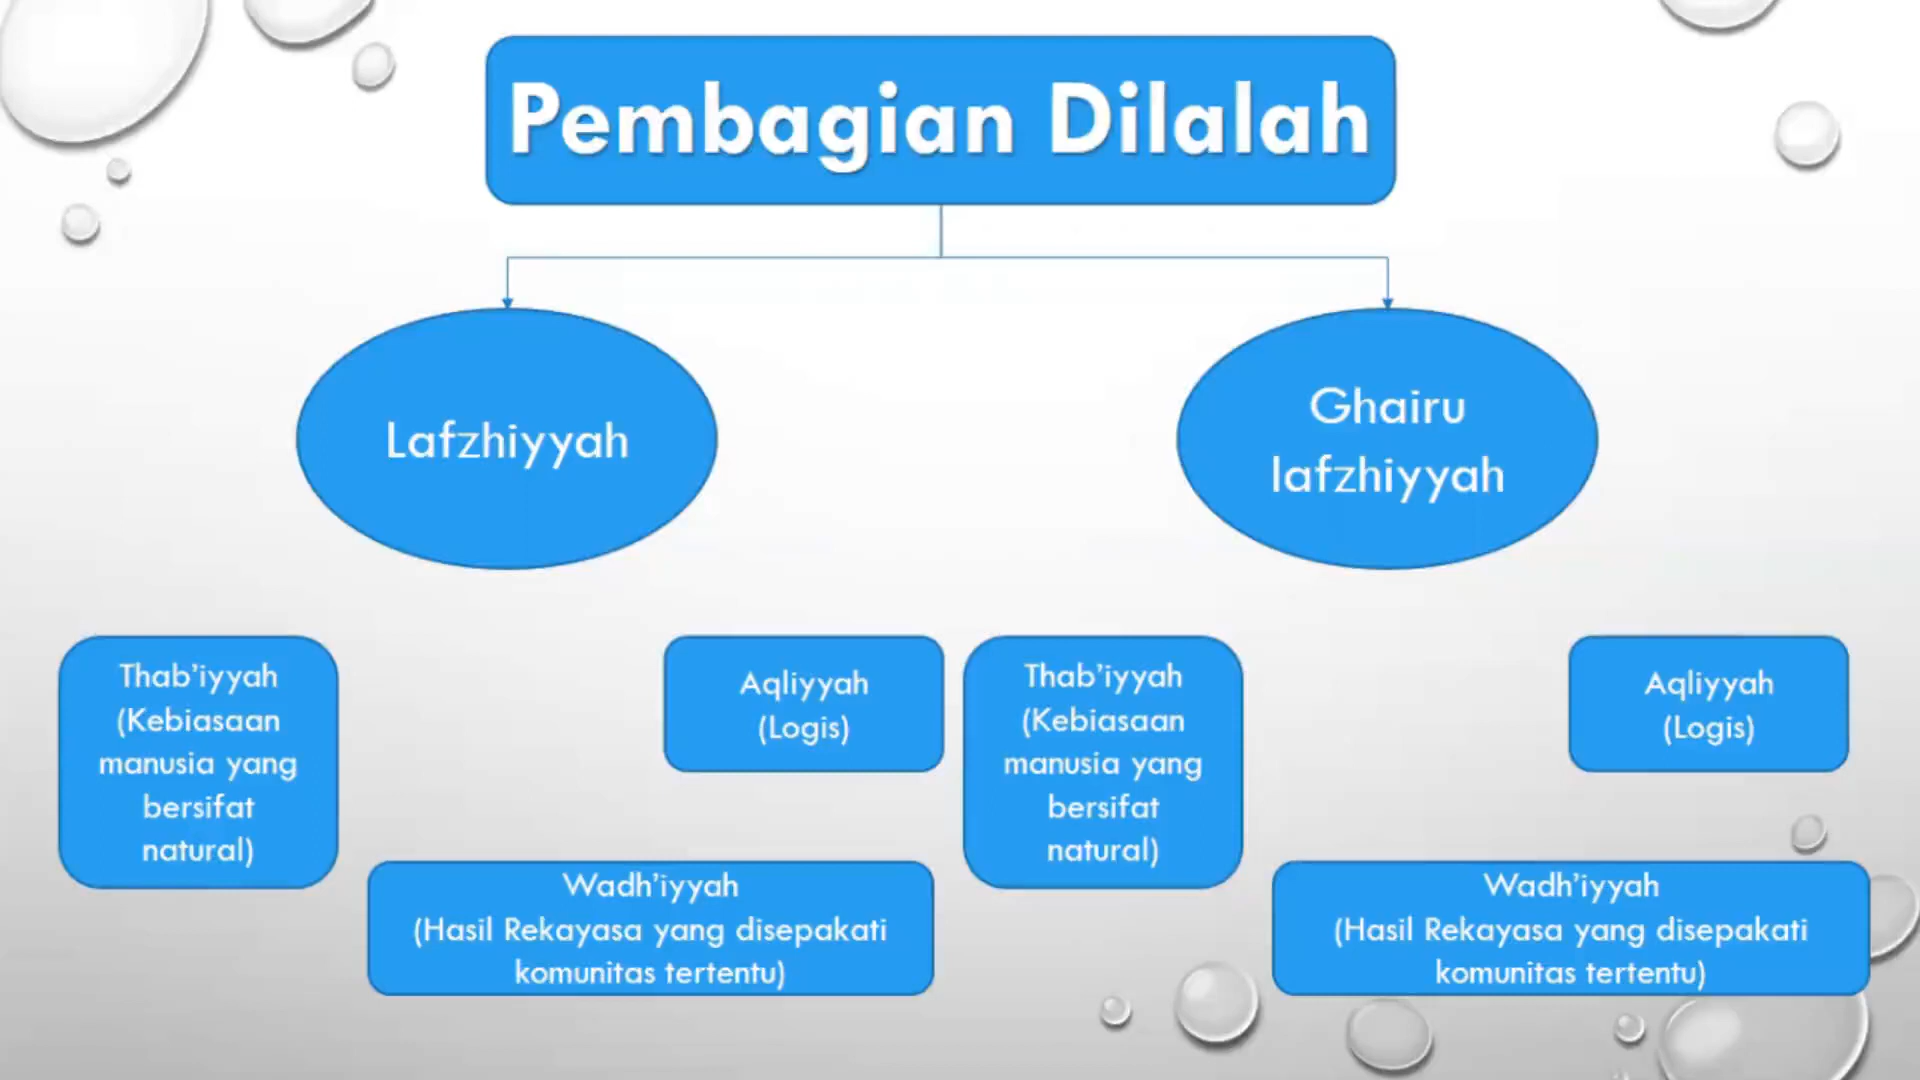 Pembagian Dilalah
Lafzhiyyah
Ghairu
lafzhiyyah
Thab'iyyah
(Kebiasaan
manusia yang
bersifat
natural)
Aqliyyah
(Logis)
Wadh'iyyah
(Hasil Rekayasa yang disepakati
komunitas tertentu)
Thab'iyyah
(Kebiasaan
manusia yang
bersifat
natural)
Aqliyyah
(Logis)
Wadh'iyyah
(Hasil Rekayasa yang disepakati
komunitas tertentu)